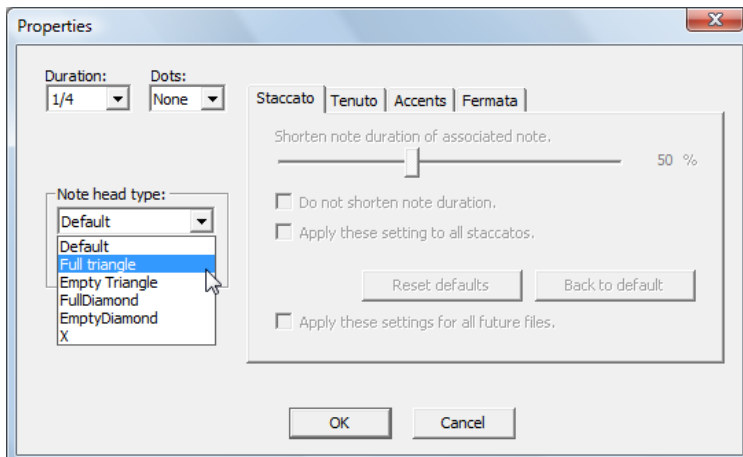 Properties
Duration: Dots:
1/4 None
Staccato Tenuto Accents Fermata
Shorten note duration of associated note.
50 %
Note head type:
Default
Default
Full triangle
Empty Triangle
FullDiamond
EmptyDiamond
X
Do not shorten note duration.
Apply these setting to all staccatos.
Reset defaults Back to default
Apply these settings for all future files.
OK Cancel